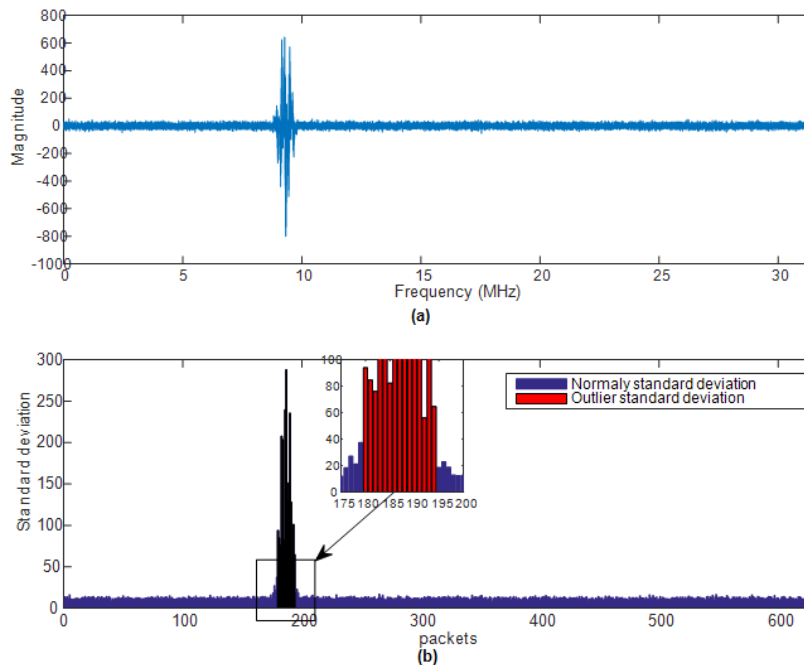 800
600
400
200
0
-200
-400
-600
-800
-1000
Magnitude
0 5 10 15 20 25 30
Frequency (MHz)
(a)
300
250
200
150
100
50
0
Standard deviation
100
80
60
40
20
0
175 180 185 190 195 200
Normaly standard deviation
Outlier standard deviation
0 100 200 300 400 500 600
packets
(b)